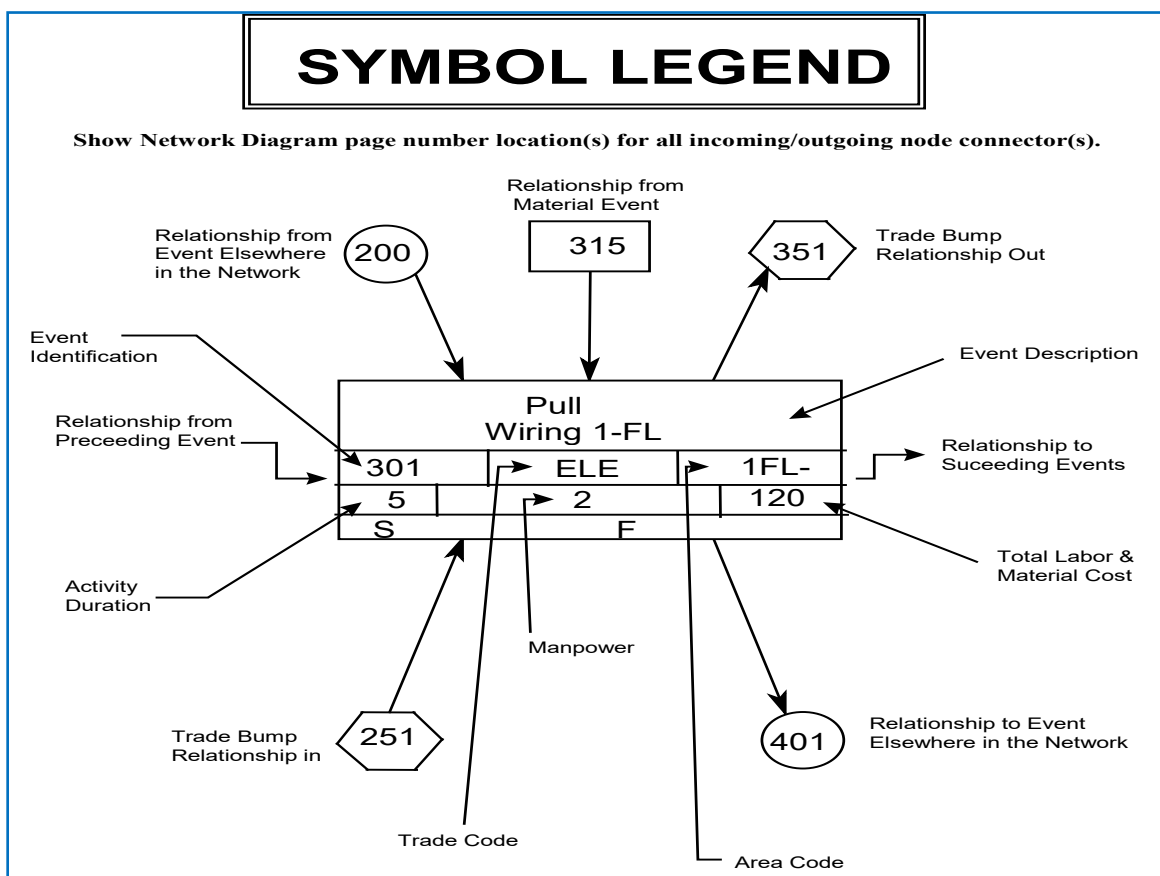 SYMBOL LEGEND
Show Network Diagram page number location(s) for all incoming/outgoing node connector(s).
Relationship from
Material Event
315
Relationship from
Event Elsewhere
in the Network
200
351
Trade Bump
Relationship Out
Event
Identification
Event Description
Pull
Wiring 1-FL
Relationship from
Preceeding Event
301
ELE
1FL-
Relationship to
Suceeding Events
5
2
120
S
F
Activity
Duration
Total Labor &
Material Cost
Manpower
Trade Bump
Relationship in
251
401
Relationship to Event
Elsewhere in the Network
Trade Code
Area Code